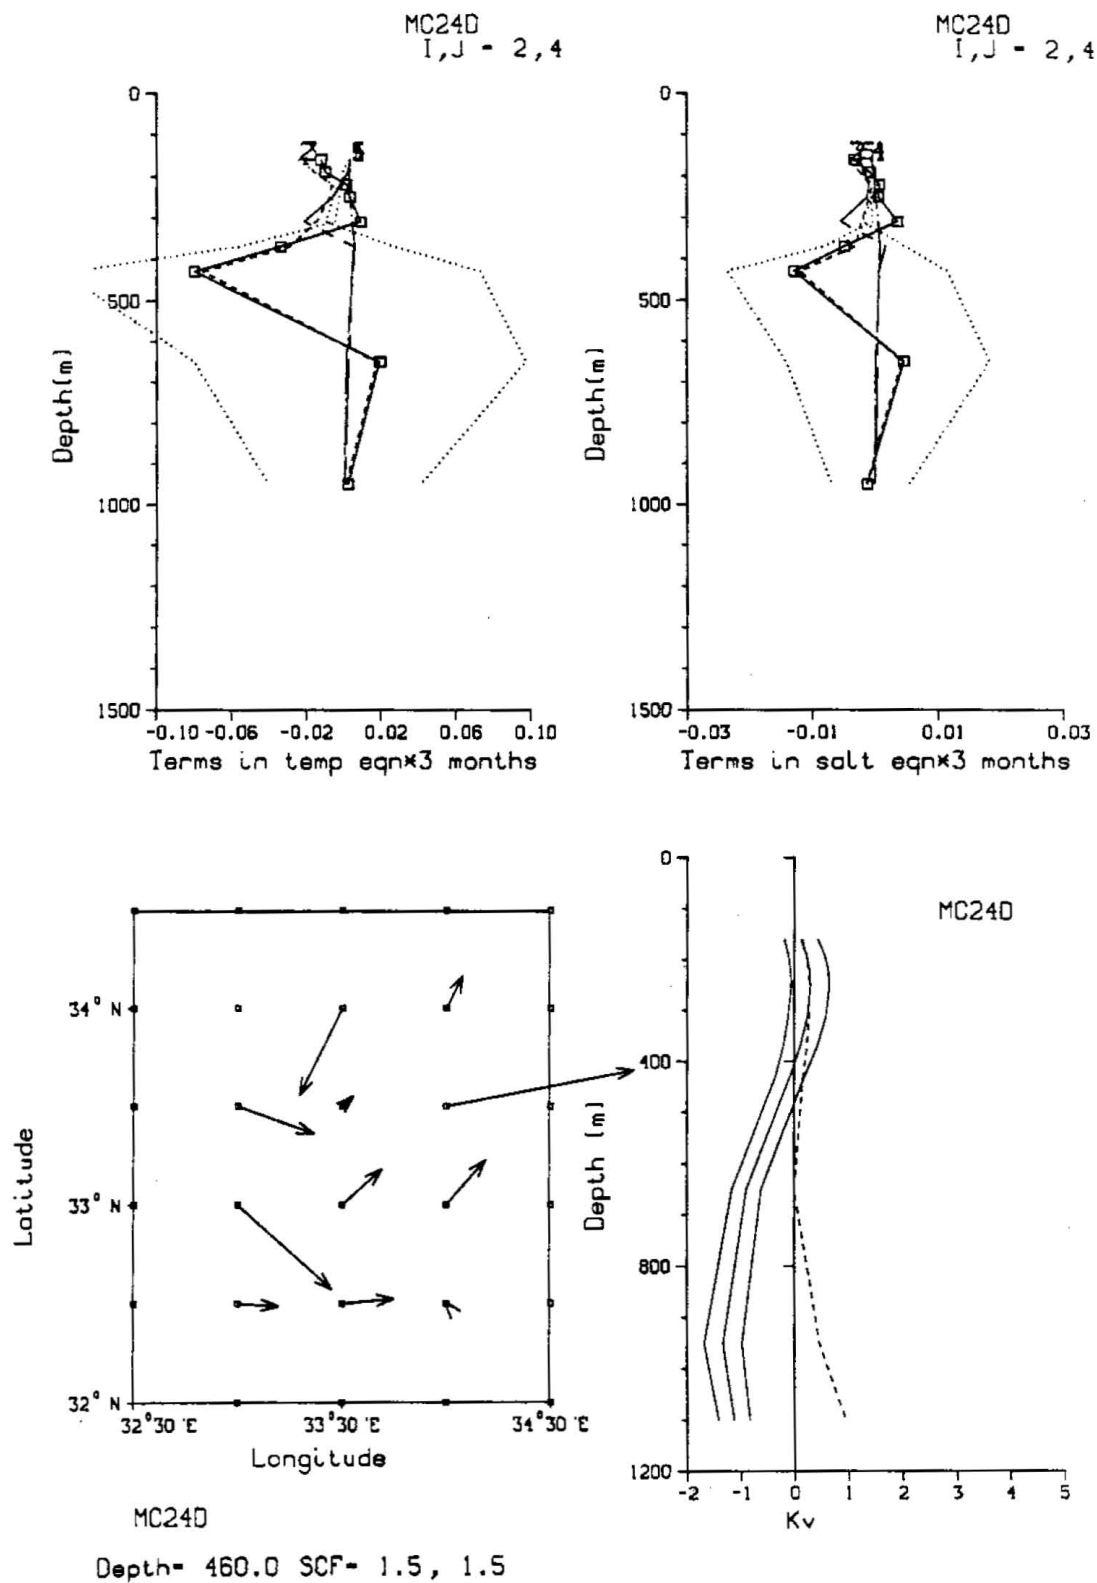 MC24D
I,J - 2,4
MC24D
I,J - 2,4
0
500
1000
1500
Depth(m)
-0.10 -0.06 -0.02 0.02 0.06 0.10
Terms in temp eqn*3 months
0
500
1000
1500
Depth(m)
-0.03 -0.01 0.01 0.03
Terms in salt eqn*3 months
34° N
33° N
32° N
Latitude
32°30 'E 33°30 'E 34°30 'E
Longitude
MC24D
Depth= 460.0 SCF= 1.5, 1.5
MC24D
0
400
800
1200
Depth (m)
-2 -1 0 1 2 3 4 5
Kv